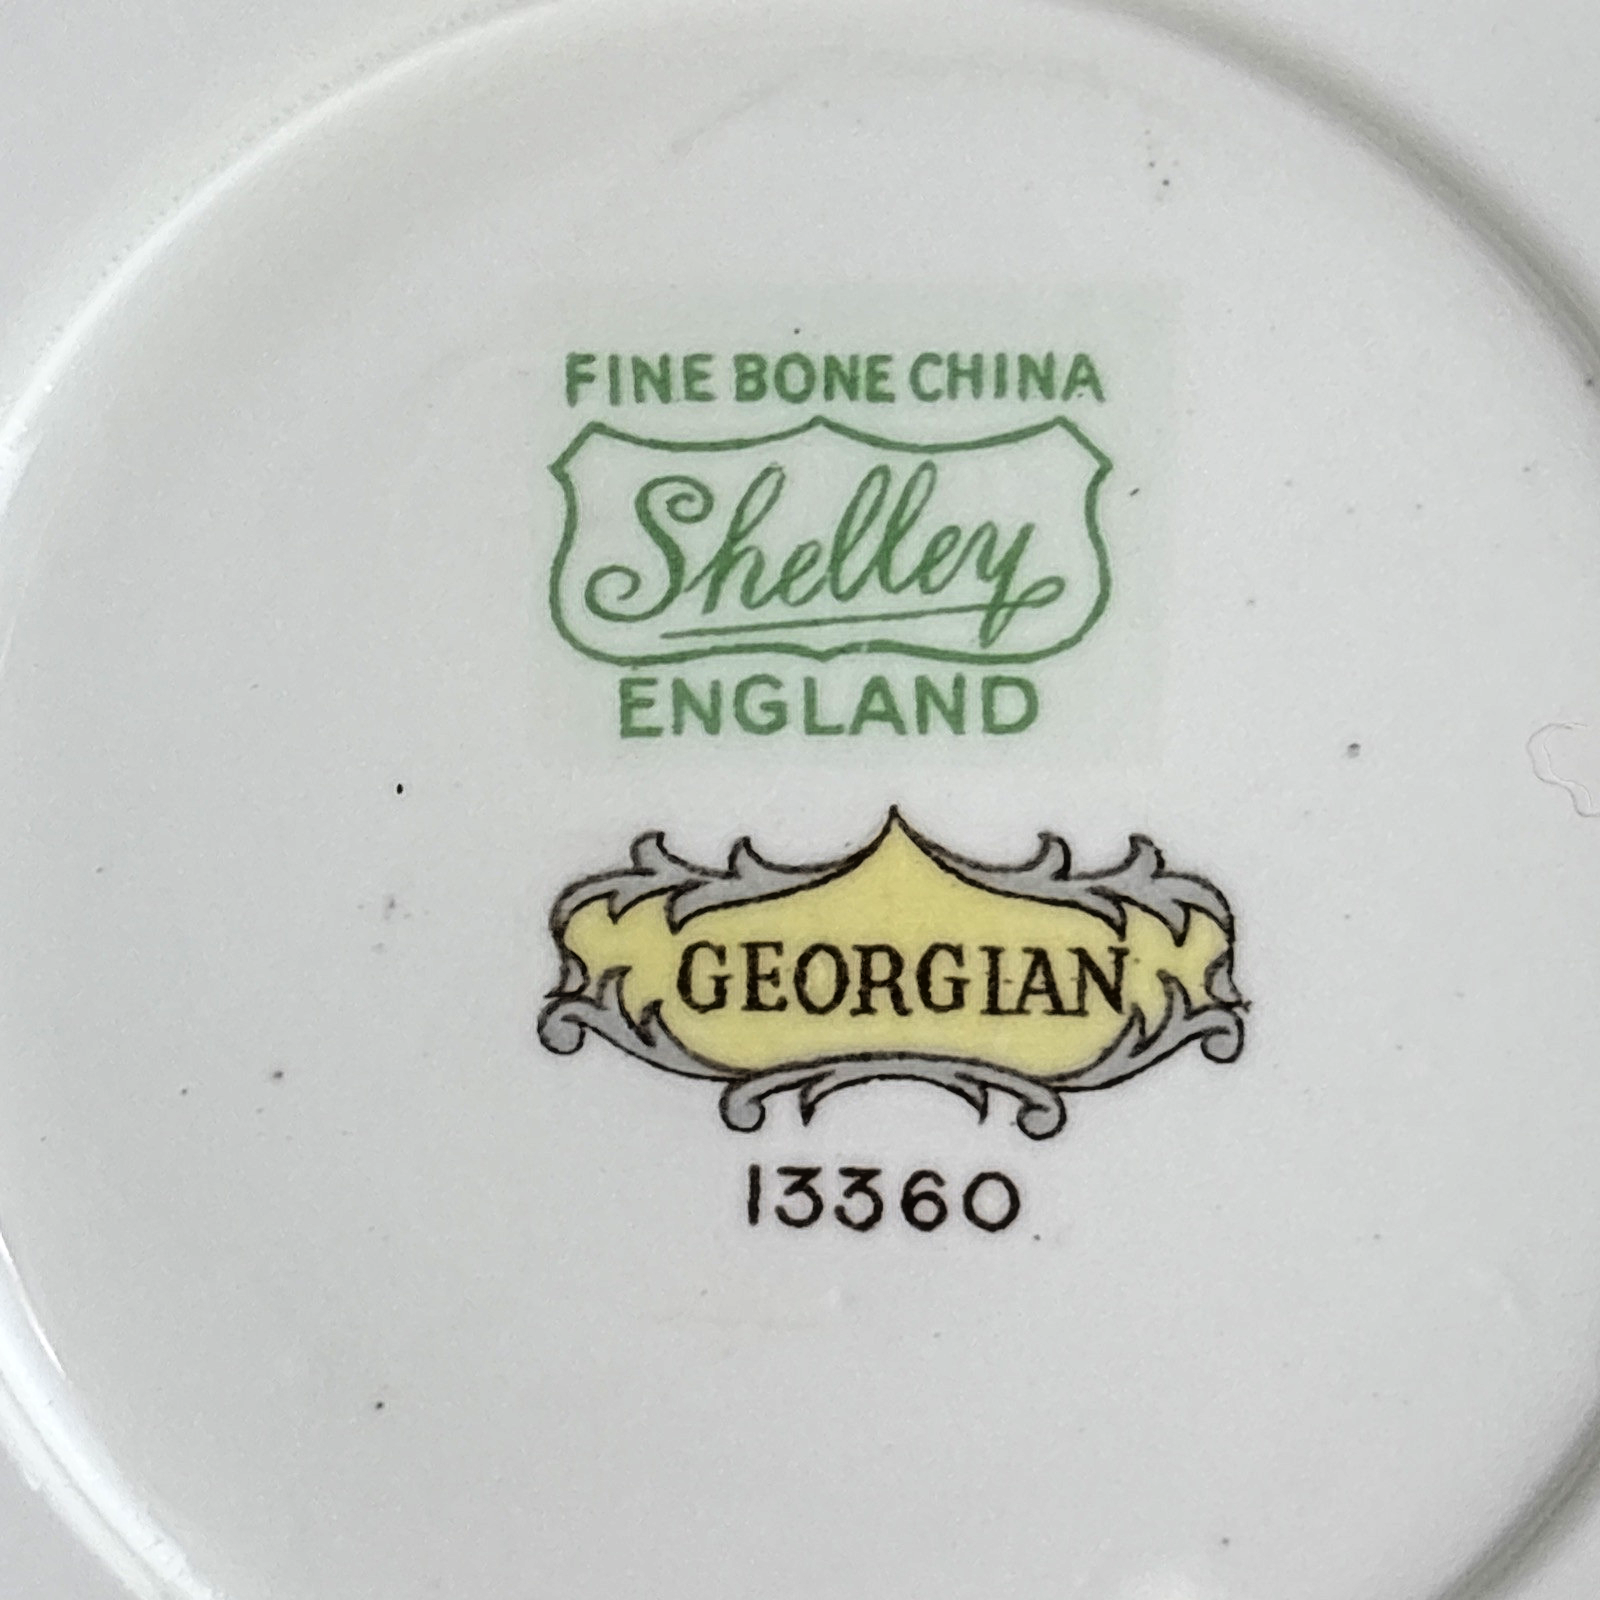 FINE BONE CHINA
Shelley
ENGLAND
GEORGIAN
13360